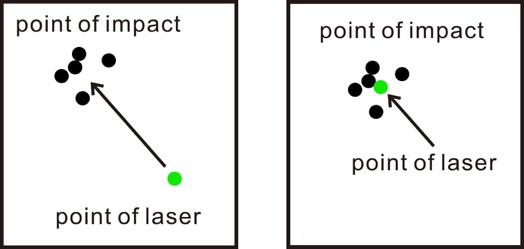 point of impact
point of laser
point of impact
point of laser